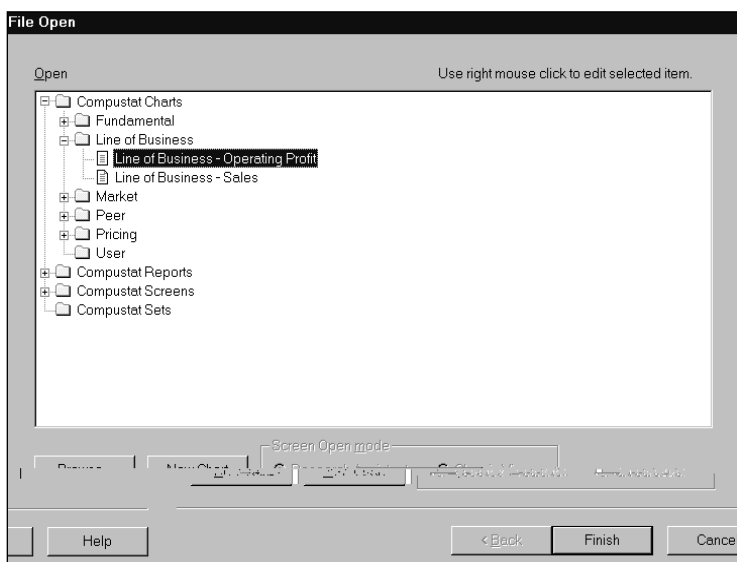 File Open
Open Use right mouse click to edit selected item.
Compustat Charts
Fundamental
Line of Business
Line of Business - Operating Profit
Line of Business - Sales
Market
Peer
Pricing
User
Compustat Reports
Compustat Screens
Compustat Sets
Screen Open mode
Help < Back Finish Cance